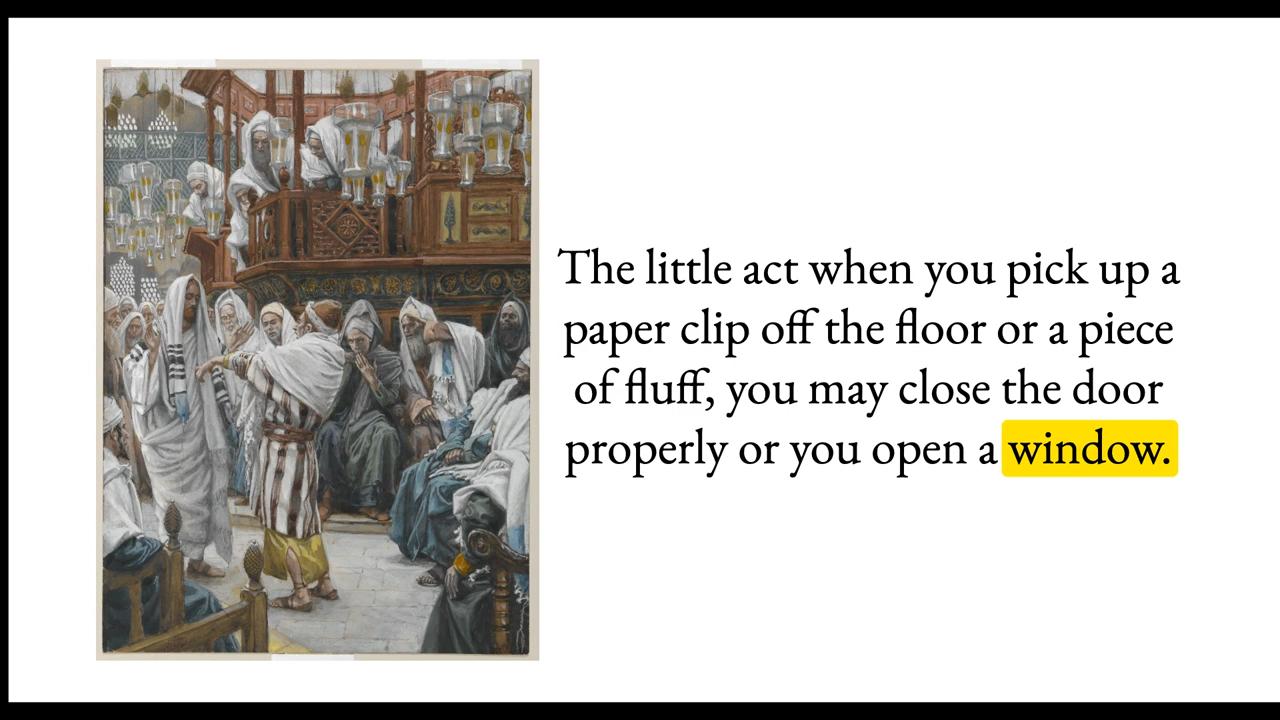 The little act when you pick up a
paper clip off the floor or a piece
of fluff, you may close the door
properly or you open a window.